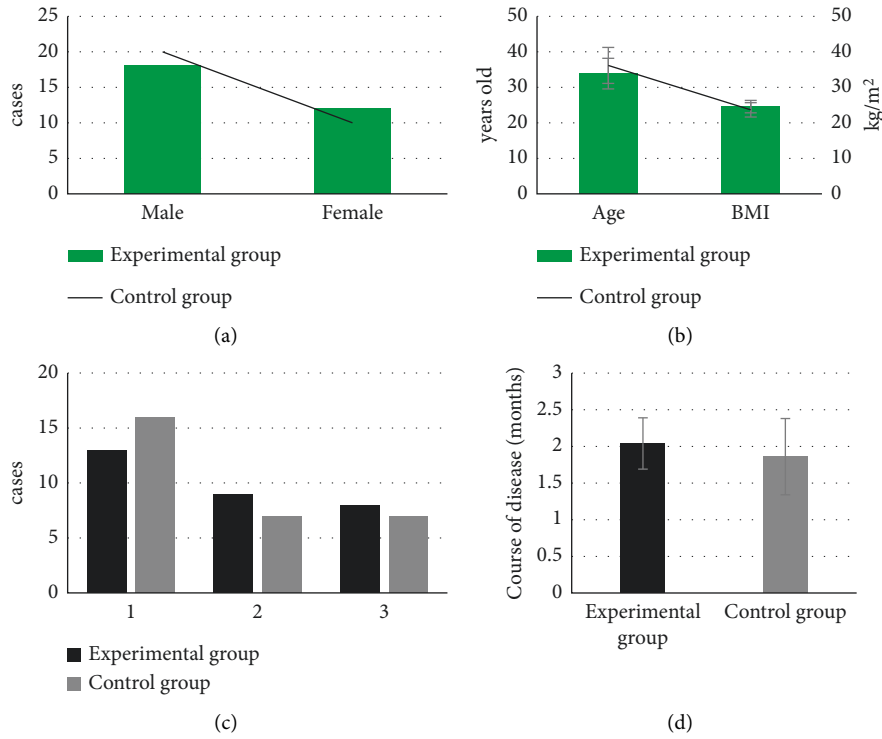 25
20
15
10
5
0
cases
Male
Female
Experimental group
Control group
(a)
50
40
30
20
10
0
years old
50
40
30
20
10
0
kg/m²
Age
BMI
Experimental group
Control group
(b)
20
15
10
5
0
cases
1
2
3
Experimental group
Control group
(c)
3
2.5
2
1.5
1
0.5
0
Course of disease (months)
Experimental
group
Control group
(d)